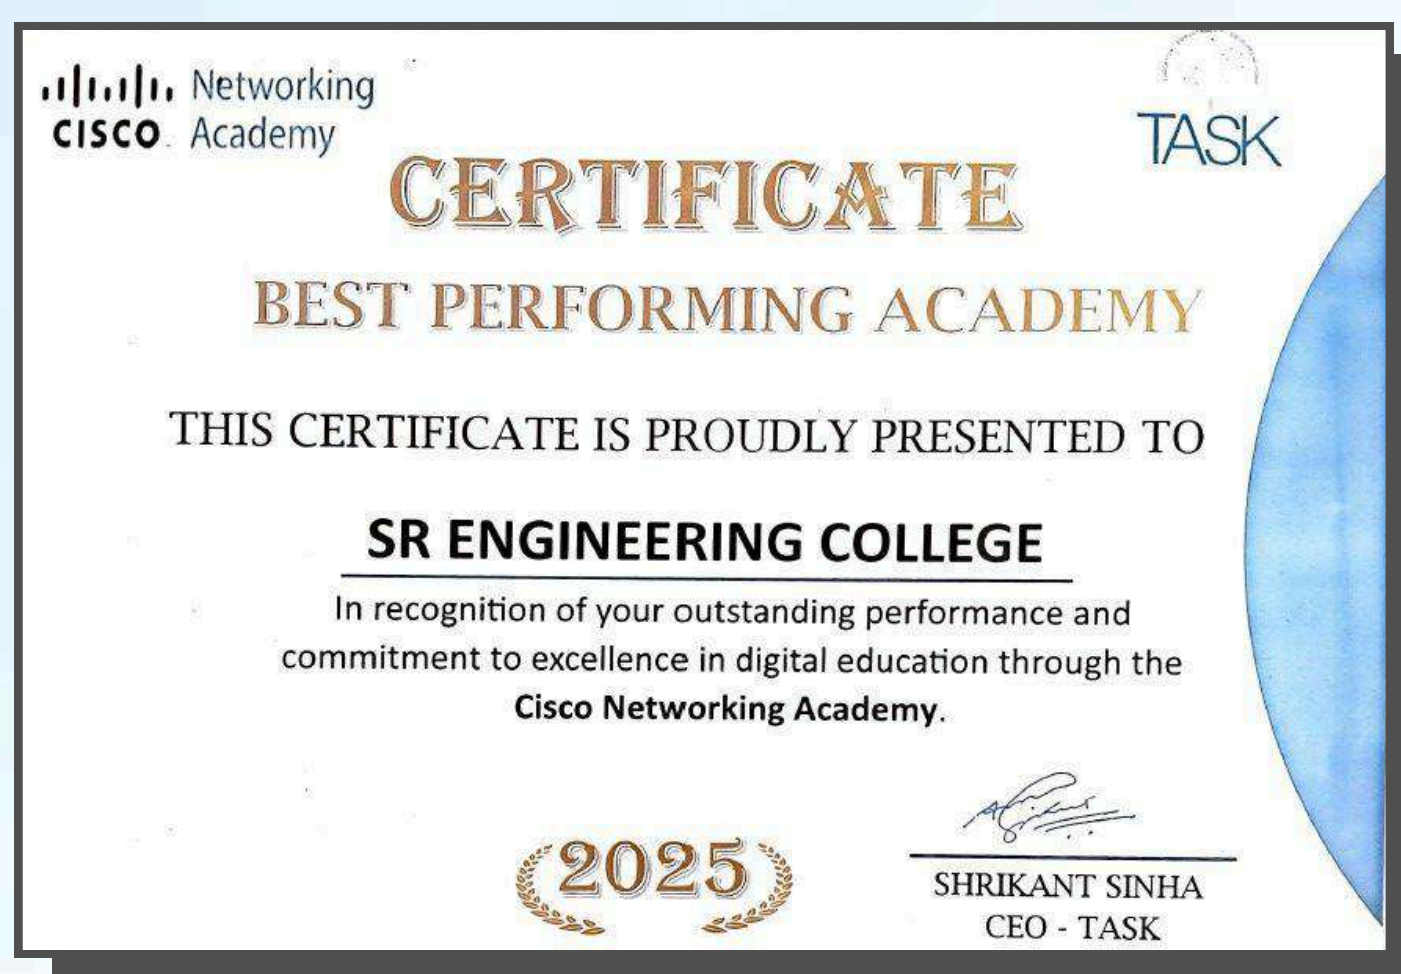 Networking
CISCO Academy
TASK
CERTIFICATE
BEST PERFORMING ACADEMY
THIS CERTIFICATE IS PROUDLY PRESENTED TO
SR ENGINEERING COLLEGE
In recognition of your outstanding performance and
commitment to excellence in digital education through the
Cisco Networking Academy.
2025
SHRIKANT SINHA
CEO - TASK